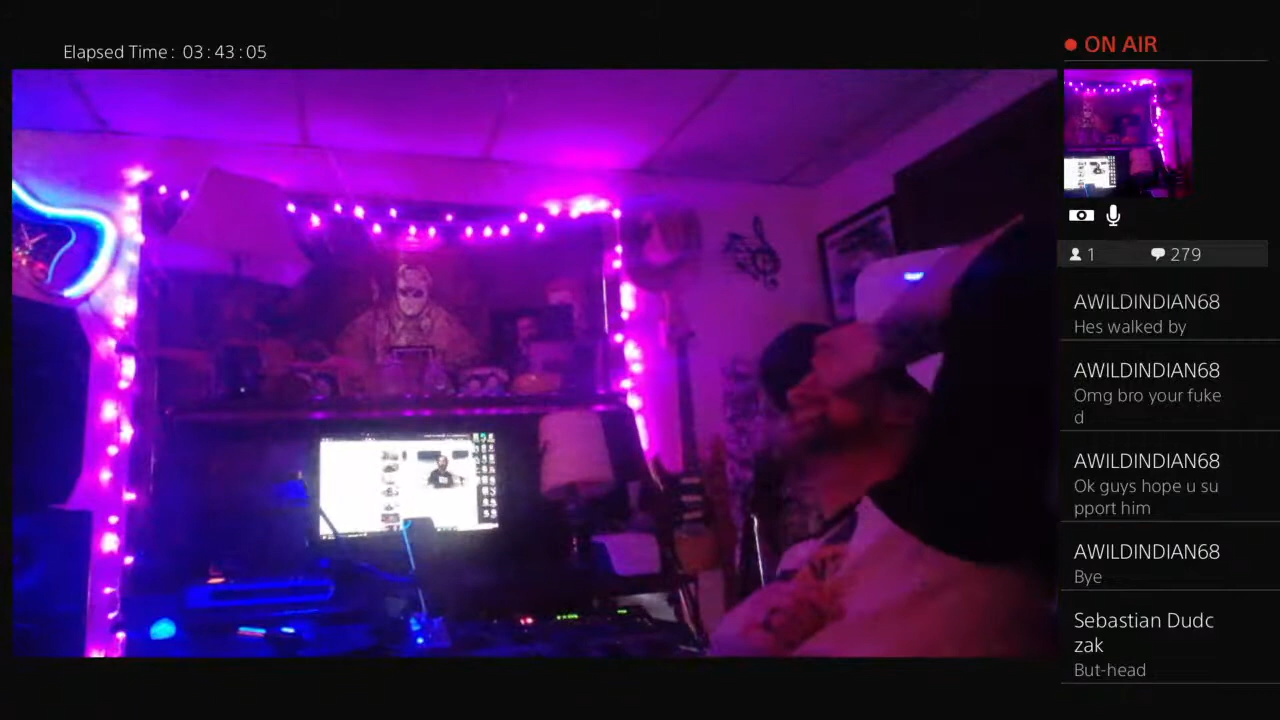 Elapsed Time: 03:43:05
ON AIR
1
279
AWILDINDIAN68
Hes walked by
AWILDINDIAN68
Omg bro your fuke
d
AWILDINDIAN68
Ok guys hope u su
pport him
AWILDINDIAN68
Bye
Sebastian Dudc
zak
But-head